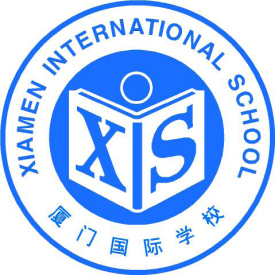 XIAMEN INTERNATIONAL SCHOOL
XIS
厦门国际学校